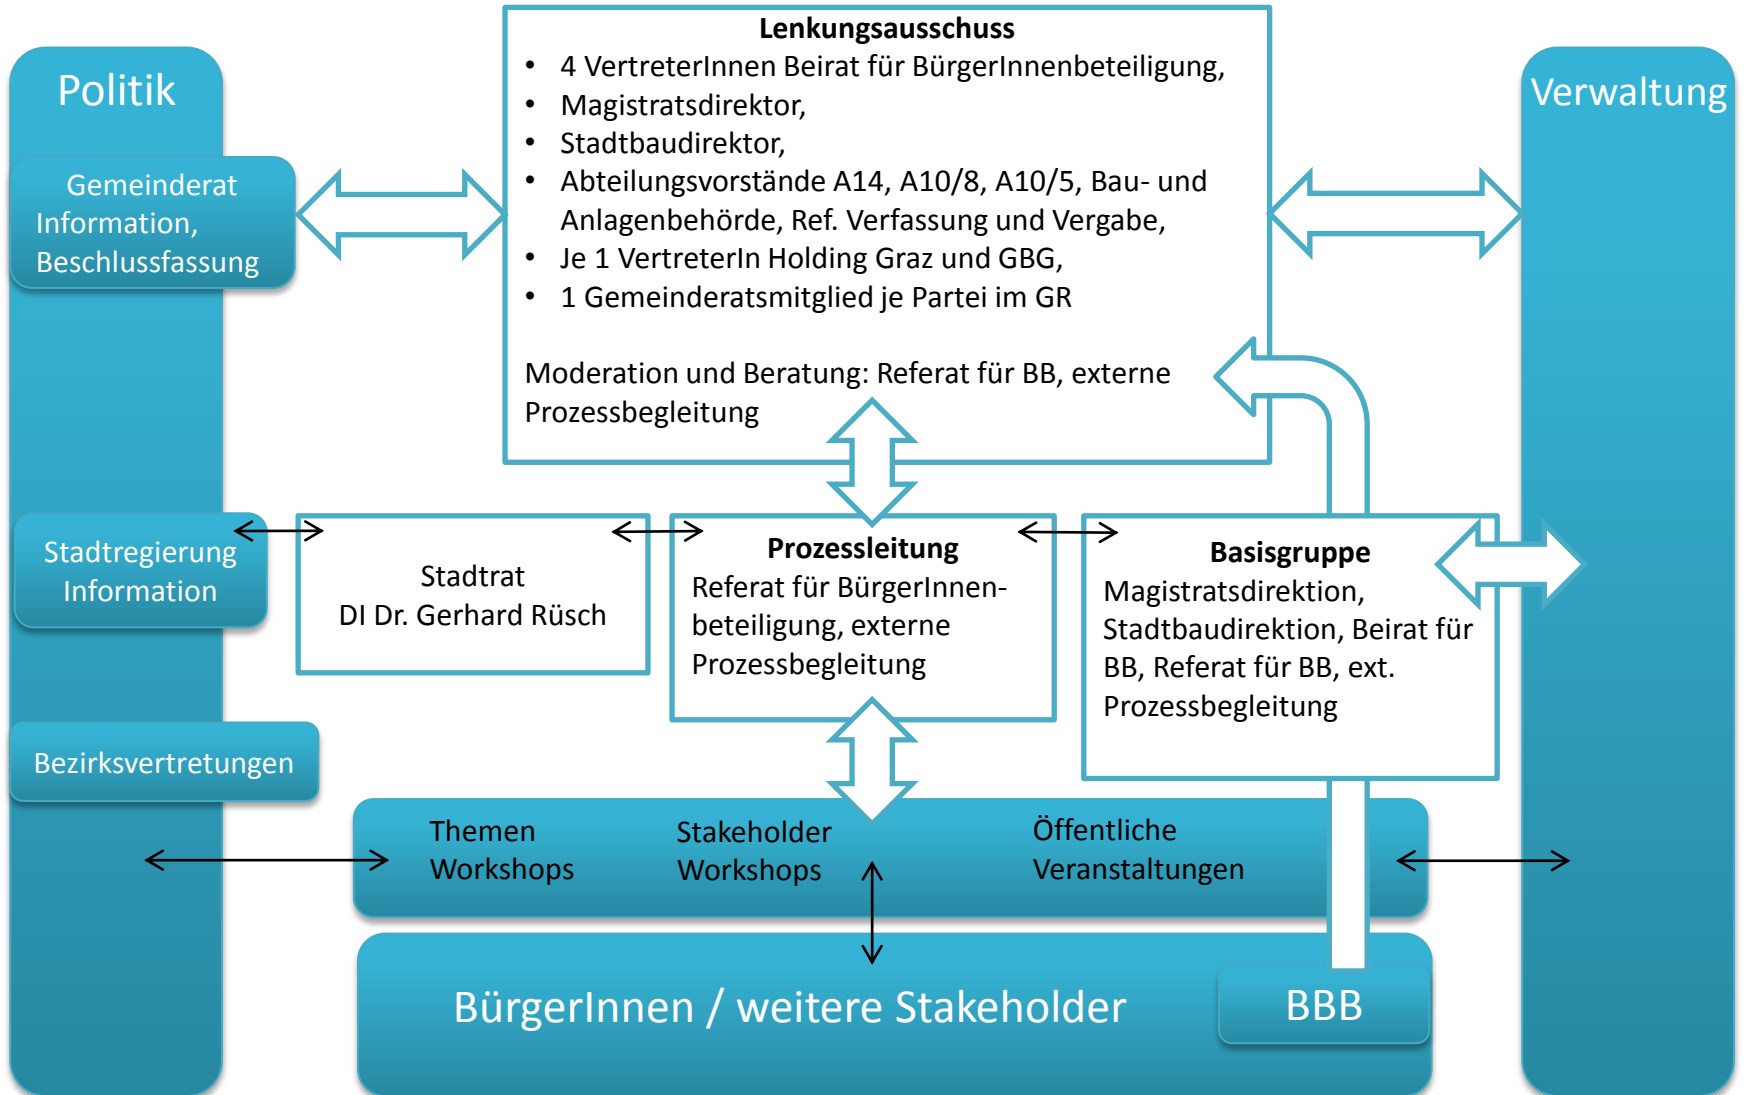 Politik
Gemeinderat
Information,
Beschlussfassung
Stadtregierung
Information
Bezirksvertretungen
Lenkungsausschuss
• 4 VertreterInnen Beirat für BürgerInnenbeteiligung,
• Magistratsdirektor,
• Stadtbaudirektor,
• Abteilungsvorstände A14, A10/8, A10/5, Bau- und
Anlagenbehörde, Ref. Verfassung und Vergabe,
• Je 1 VertreterIn Holding Graz und GBG,
• 1 Gemeinderatsmitglied je Partei im GR
Moderation und Beratung: Referat für BB, externe
Prozessbegleitung
Verwaltung
Stadtrat
DI Dr. Gerhard Rüsch
Prozessleitung
Referat für BürgerInnen-
beteiligung, externe
Prozessbegleitung
Basisgruppe
Magistratsdirektion,
Stadtbaudirektion, Beirat für
BB, Referat für BB, ext.
Prozessbegleitung
Themen
Workshops
Stakeholder
Workshops
Öffentliche
Veranstaltungen
BürgerInnen / weitere Stakeholder
BBB